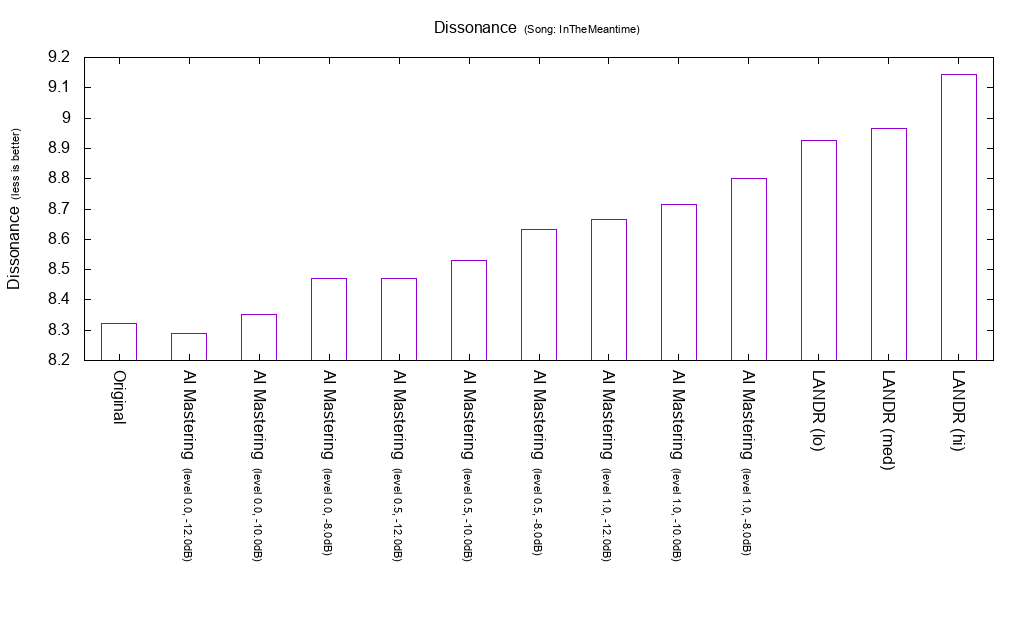 Dissonance (Song: InTheMeantime)
Dissonance (less is better)
9.2
9.1
9
8.9
8.8
8.7
8.6
8.5
8.4
8.3
8.2
Original
AI Mastering (level 0.0, -12.0dB)
AI Mastering (level 0.0, -10.0dB)
AI Mastering (level 0.0, -8.0dB)
AI Mastering (level 0.5, -12.0dB)
AI Mastering (level 0.5, -10.0dB)
AI Mastering (level 0.5, -8.0dB)
AI Mastering (level 1.0, -12.0dB)
AI Mastering (level 1.0, -10.0dB)
AI Mastering (level 1.0, -8.0dB)
LANDR (lo)
LANDR (med)
LANDR (hi)